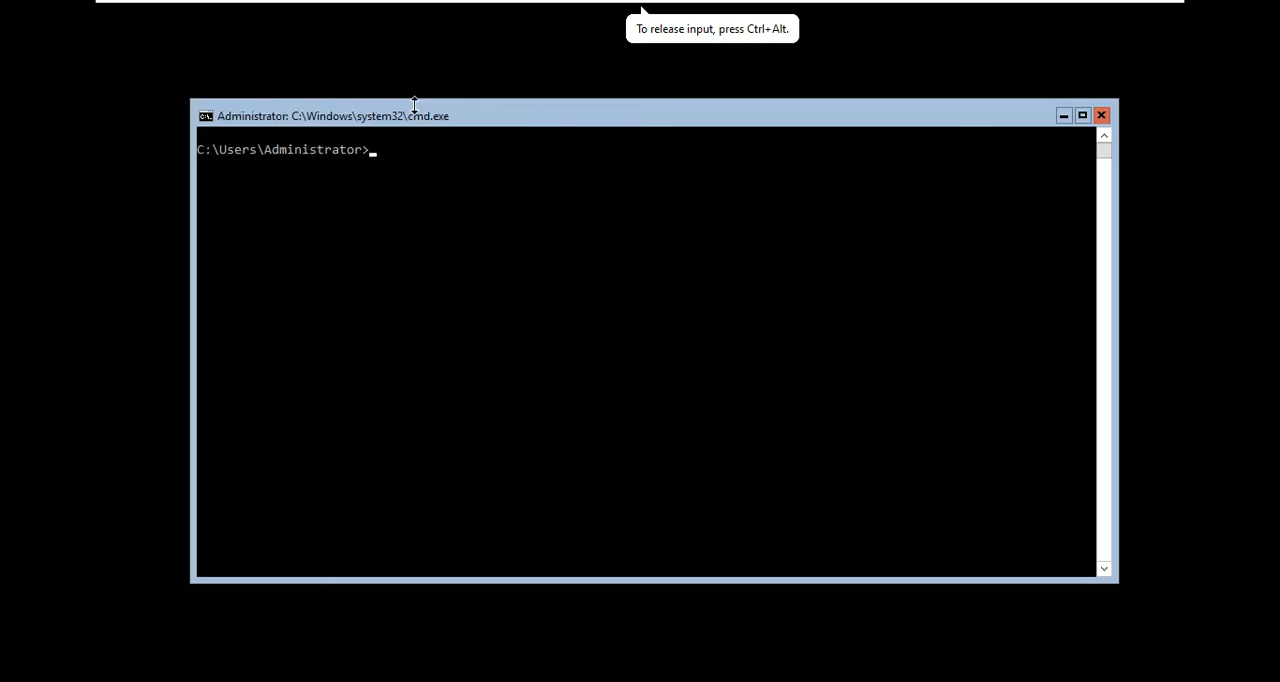 To release input, press Ctrl+Alt.
Administrator: C:\Windows\system32\cmd.exe
C:\Users\Administrator>